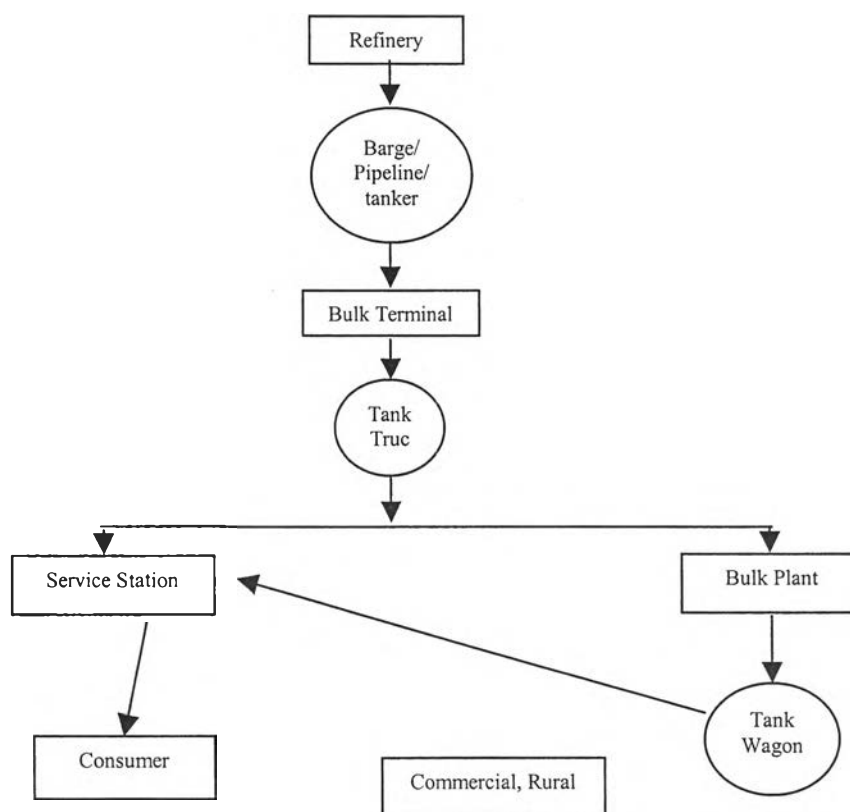 Refinery
Barge/
Pipeline/
tanker
Bulk Terminal
Tank
Truc
Service Station
Bulk Plant
Tank
Wagon
Consumer
Commercial, Rural